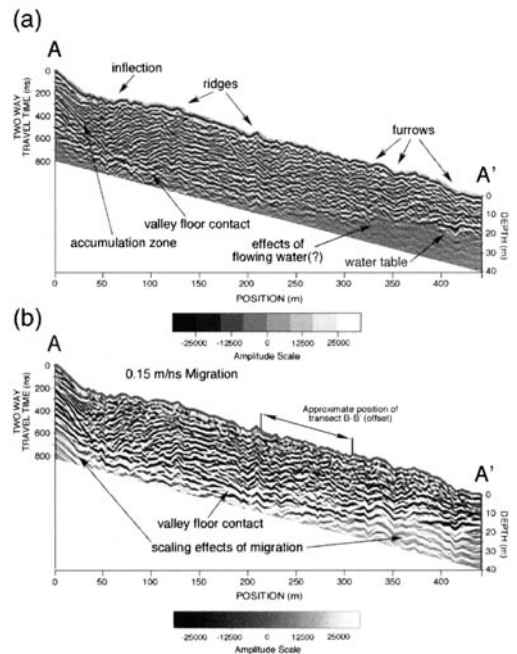 (a)
A
inflection
ridges
furrows
A'
TWO WAY
TRAVEL TIME (ns)
0
200
400
600
800
valley floor contact
accumulation zone
effects of
flowing water(?)
water table
0
10
20
30
40
DEPTH (m)
0 50 100 150 200 250 300 350 400
POSITION (m)
-25000 -12500 0 12500 25000
Amplitude Scale
(b)
A
0.15 m/ns Migration
Approximate position of
transect B- B' (offset)
A'
TWO WAY
TRAVEL TIME (ns)
0
200
400
600
800
valley floor contact
scaling effects of migration
0
10
20
30
40
DEPTH (m)
0 50 100 150 200 250 300 350 400
POSITION (m)
-25000 -12500 0 12500 25000
Amplitude Scale